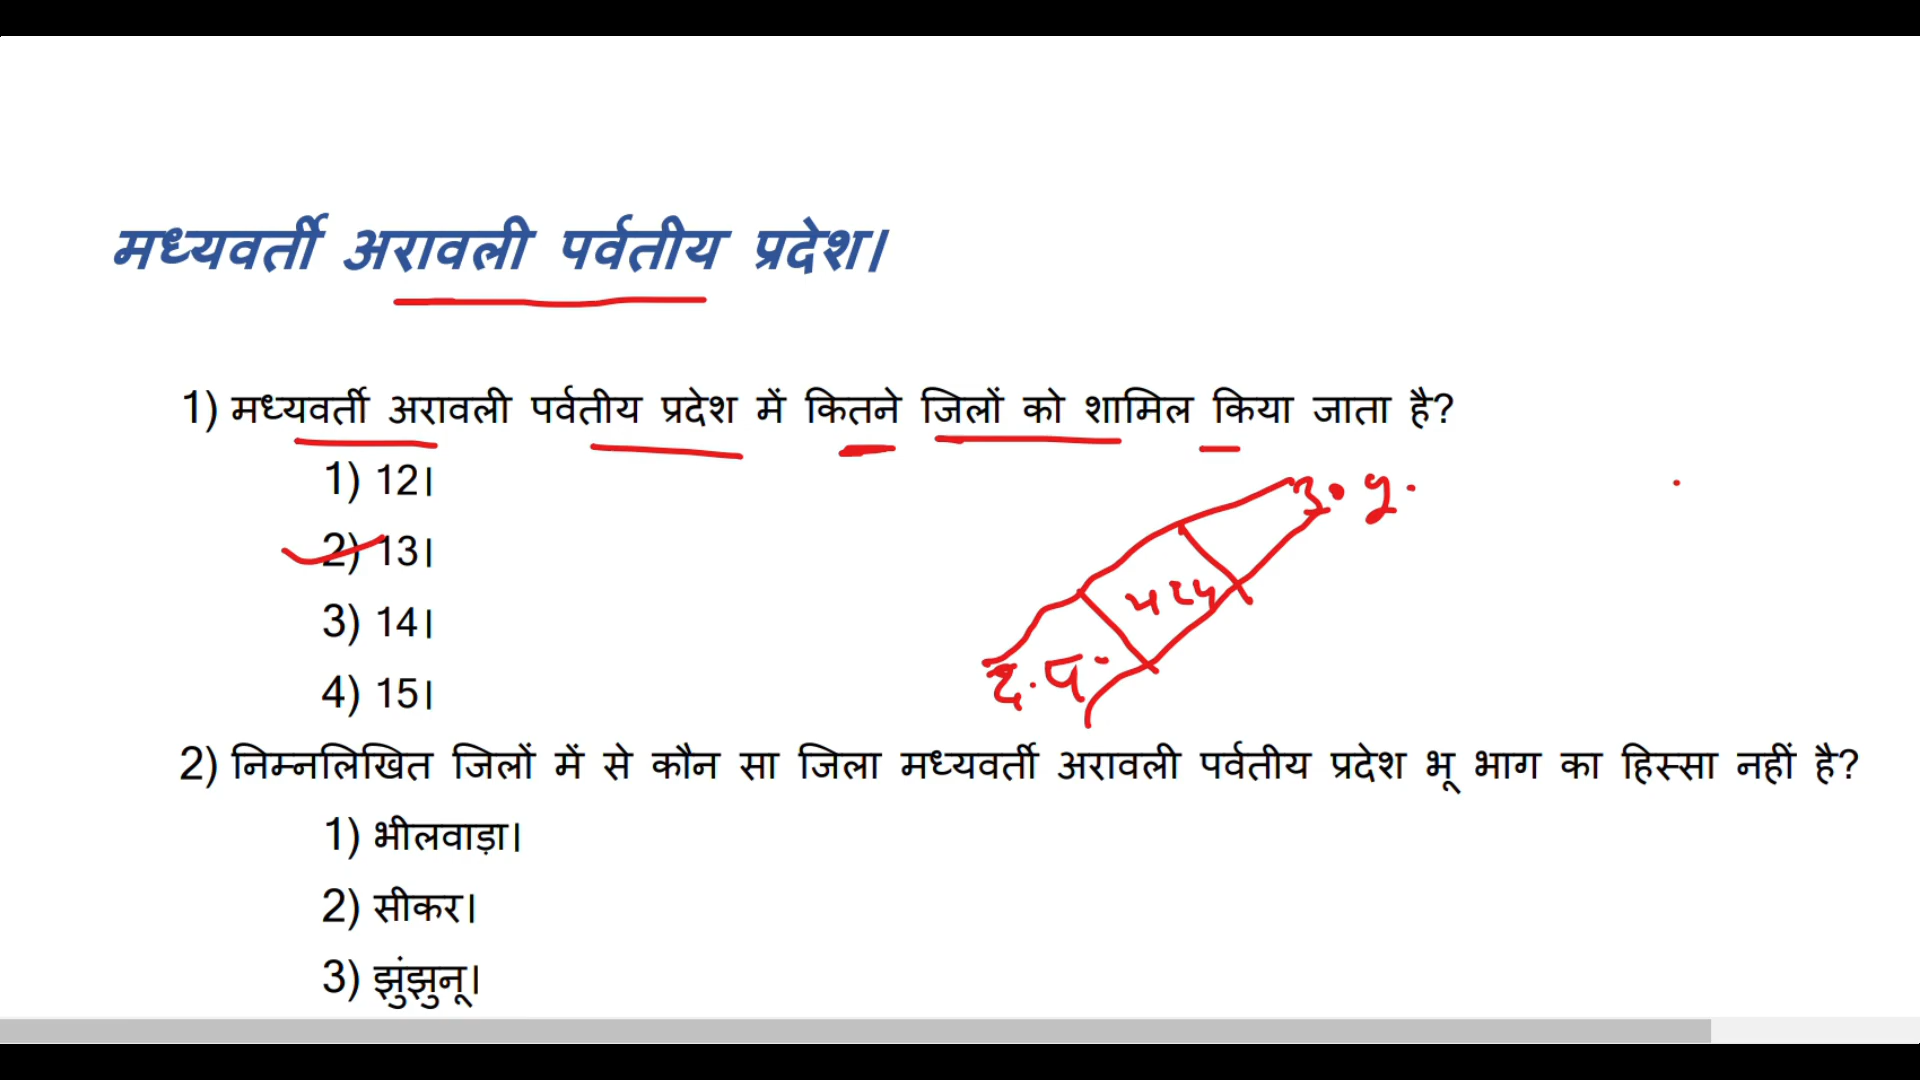 मध्यवर्ती अरावली पर्वतीय प्रदेश।
1) मध्यवर्ती अरावली पर्वतीय प्रदेश में कितने जिलों को शामिल किया जाता है?
1) 12।
2) 13।
3) 14।
4) 15।
उ. पू.
मध्य
द. प.
2) निम्नलिखित जिलों में से कौन सा जिला मध्यवर्ती अरावली पर्वतीय प्रदेश भू भाग का हिस्सा नहीं है?
1) भीलवाड़ा।
2) सीकर।
3) झुंझुनू।